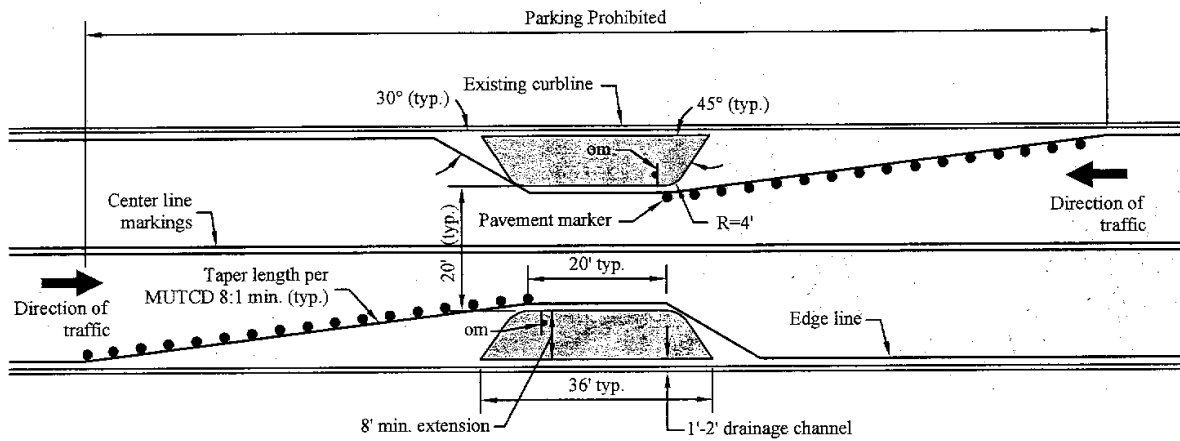 Parking Prohibited
Existing curbline
30° (typ.)
45° (typ.)
om
Center line
markings
Pavement marker
R=4'
Direction of
traffic
20' (typ.)
20' typ.
Taper length per
MUTCD 8:1 min. (typ.)
Direction of
traffic
om
Edge line
36' typ.
8' min. extension
1'-2' drainage channel